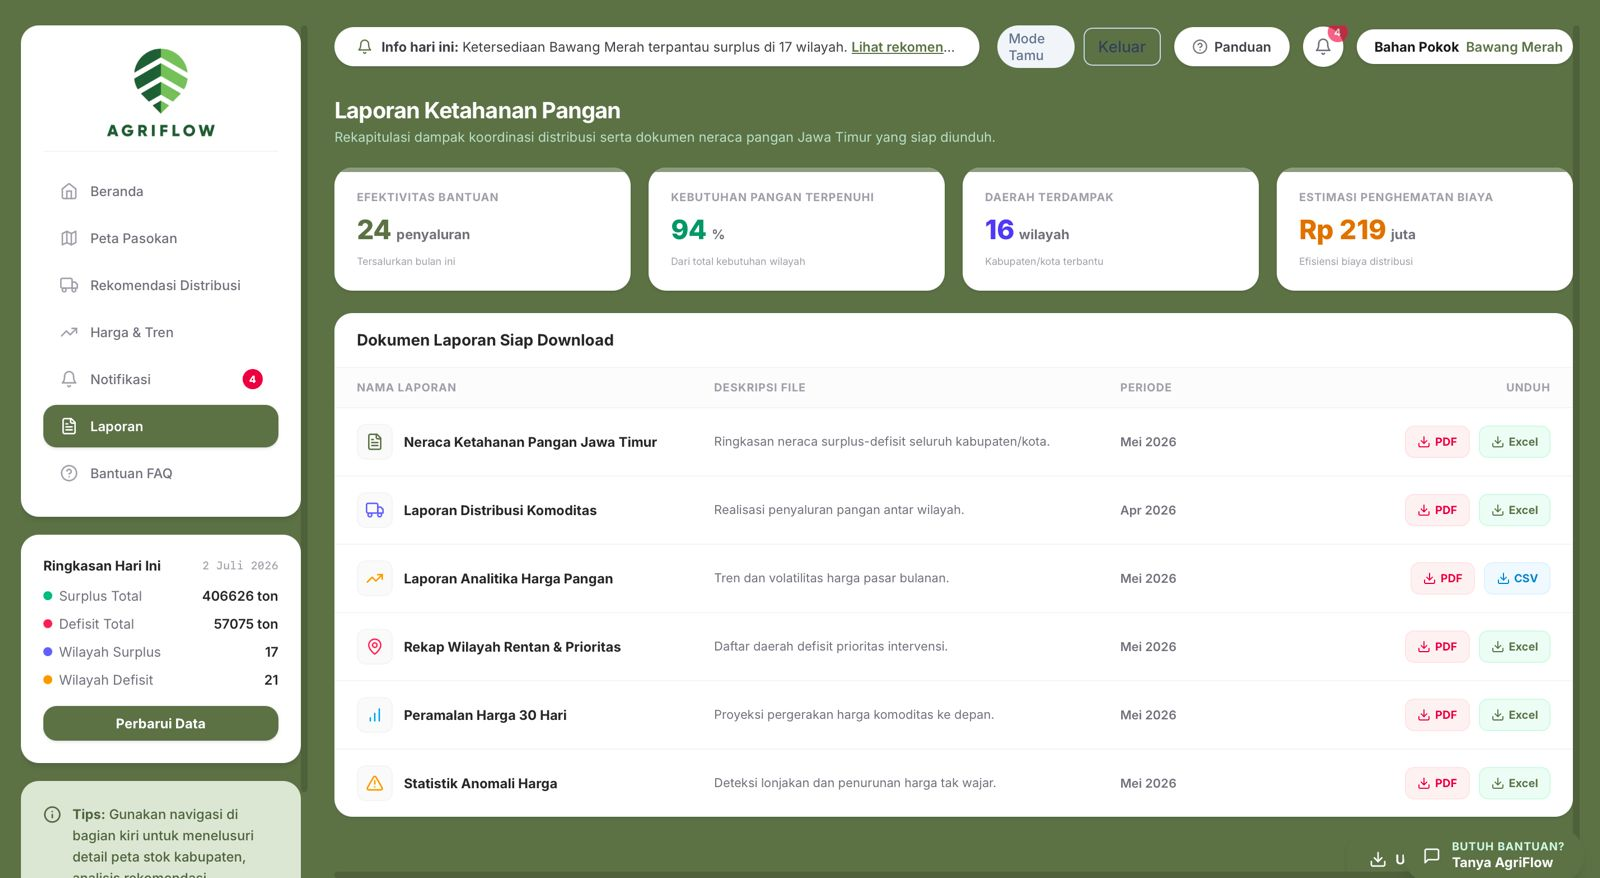 AGRIFLOW
Beranda
Peta Pasokan
Rekomendasi Distribusi
Harga & Tren
Notifikasi 4
Laporan
Bantuan FAQ
Ringkasan Hari Ini 2 Juli 2026
Surplus Total 406626 ton
Defisit Total 57075 ton
Wilayah Surplus 17
Wilayah Defisit 21
Perbarui Data
Tips: Gunakan navigasi di
bagian kiri untuk menelusuri
detail peta stok kabupaten,
analisis rekomendasi
Info hari ini: Ketersediaan Bawang Merah terpantau surplus di 17 wilayah. Lihat rekomen...
Mode
Tamu
Keluar
Panduan
4
Bahan Pokok Bawang Merah
Laporan Ketahanan Pangan
Rekapitulasi dampak koordinasi distribusi serta dokumen neraca pangan Jawa Timur yang siap diunduh.
EFEKTIVITAS BANTUAN
24 penyaluran
Tersalurkan bulan ini
KEBUTUHAN PANGAN TERPENUHI
94 %
Dari total kebutuhan wilayah
DAERAH TERDAMPAK
16 wilayah
Kabupaten/kota terbantu
ESTIMASI PENGHEMATAN BIAYA
Rp 219 juta
Efisiensi biaya distribusi
Dokumen Laporan Siap Download
NAMA LAPORAN DESKRIPSI FILE PERIODE UNDUH
Neraca Ketahanan Pangan Jawa Timur Ringkasan neraca surplus-defisit seluruh kabupaten/kota. Mei 2026 PDF Excel
Laporan Distribusi Komoditas Realisasi penyaluran pangan antar wilayah. Apr 2026 PDF Excel
Laporan Analitika Harga Pangan Tren dan volatilitas harga pasar bulanan. Mei 2026 PDF CSV
Rekap Wilayah Rentan & Prioritas Daftar daerah defisit prioritas intervensi. Mei 2026 PDF Excel
Peramalan Harga 30 Hari Proyeksi pergerakan harga komoditas ke depan. Mei 2026 PDF Excel
Statistik Anomali Harga Deteksi lonjakan dan penurunan harga tak wajar. Mei 2026 PDF Excel
U
BUTUH BANTUAN?
Tanya AgriFlow